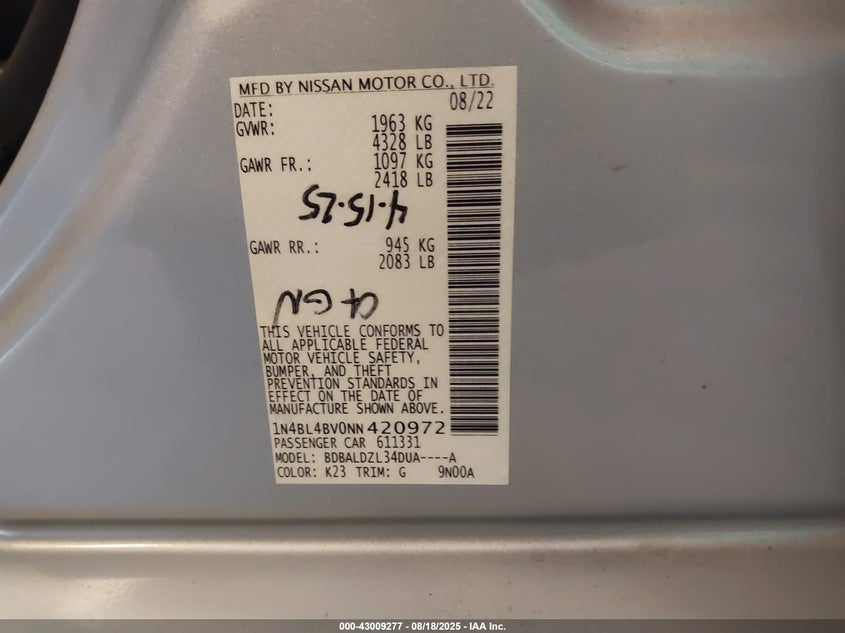 MFD BY NISSAN MOTOR CO., LTD.
DATE: 08/22
GVWR: 1963 KG
4328 LB
GAWR FR.: 1097 KG
2418 LB
4-15-25
GAWR RR.: 945 KG
2083 LB
THIS VEHICLE CONFORMS TO
ALL APPLICABLE FEDERAL
MOTOR VEHICLE SAFETY,
BUMPER, AND THEFT
PREVENTION STANDARDS IN
EFFECT ON THE DATE OF
MANUFACTURE SHOWN ABOVE.
1N4BL4BV0NN420972
PASSENGER CAR 611331
MODEL: BDBALDZL34DUA----A
COLOR: K23 TRIM: G 9N00A
000-43009277 - 08/18/2025 - IAA Inc.